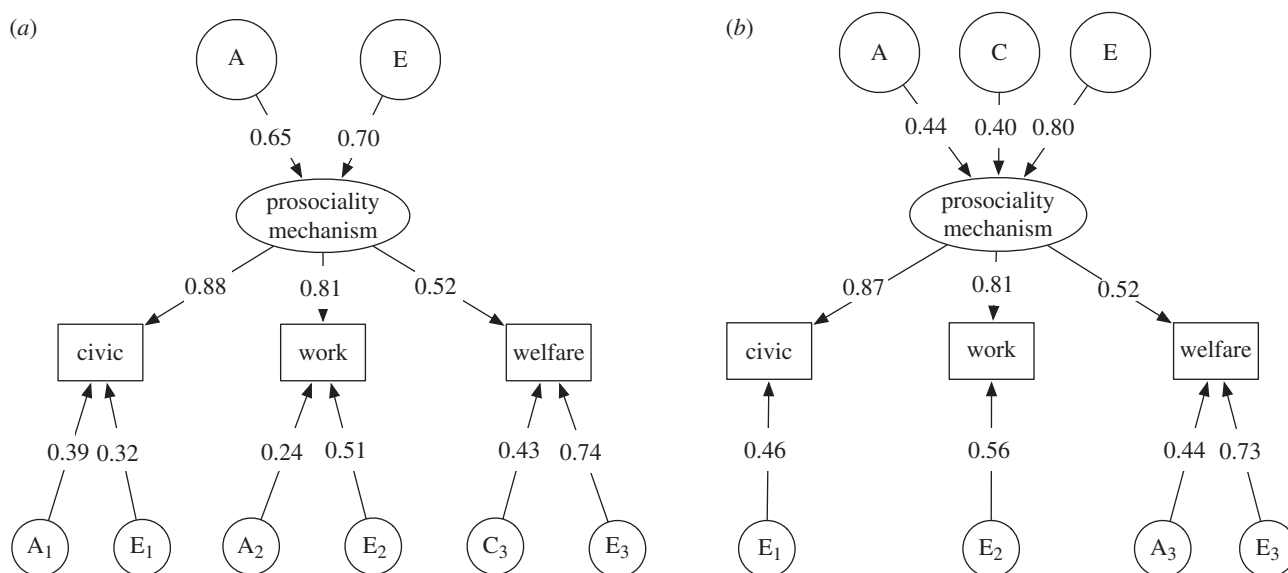 (a)
A
E
0.65
0.70
prosociality
mechanism
0.88
0.81
0.52
civic
work
welfare
0.39
0.32
0.24
0.51
0.43
0.74
A1
E1
A2
E2
C3
E3
(b)
A
C
E
0.44
0.40
0.80
prosociality
mechanism
0.87
0.81
0.52
civic
work
welfare
0.46
0.56
0.44
0.73
E1
E2
A3
E3